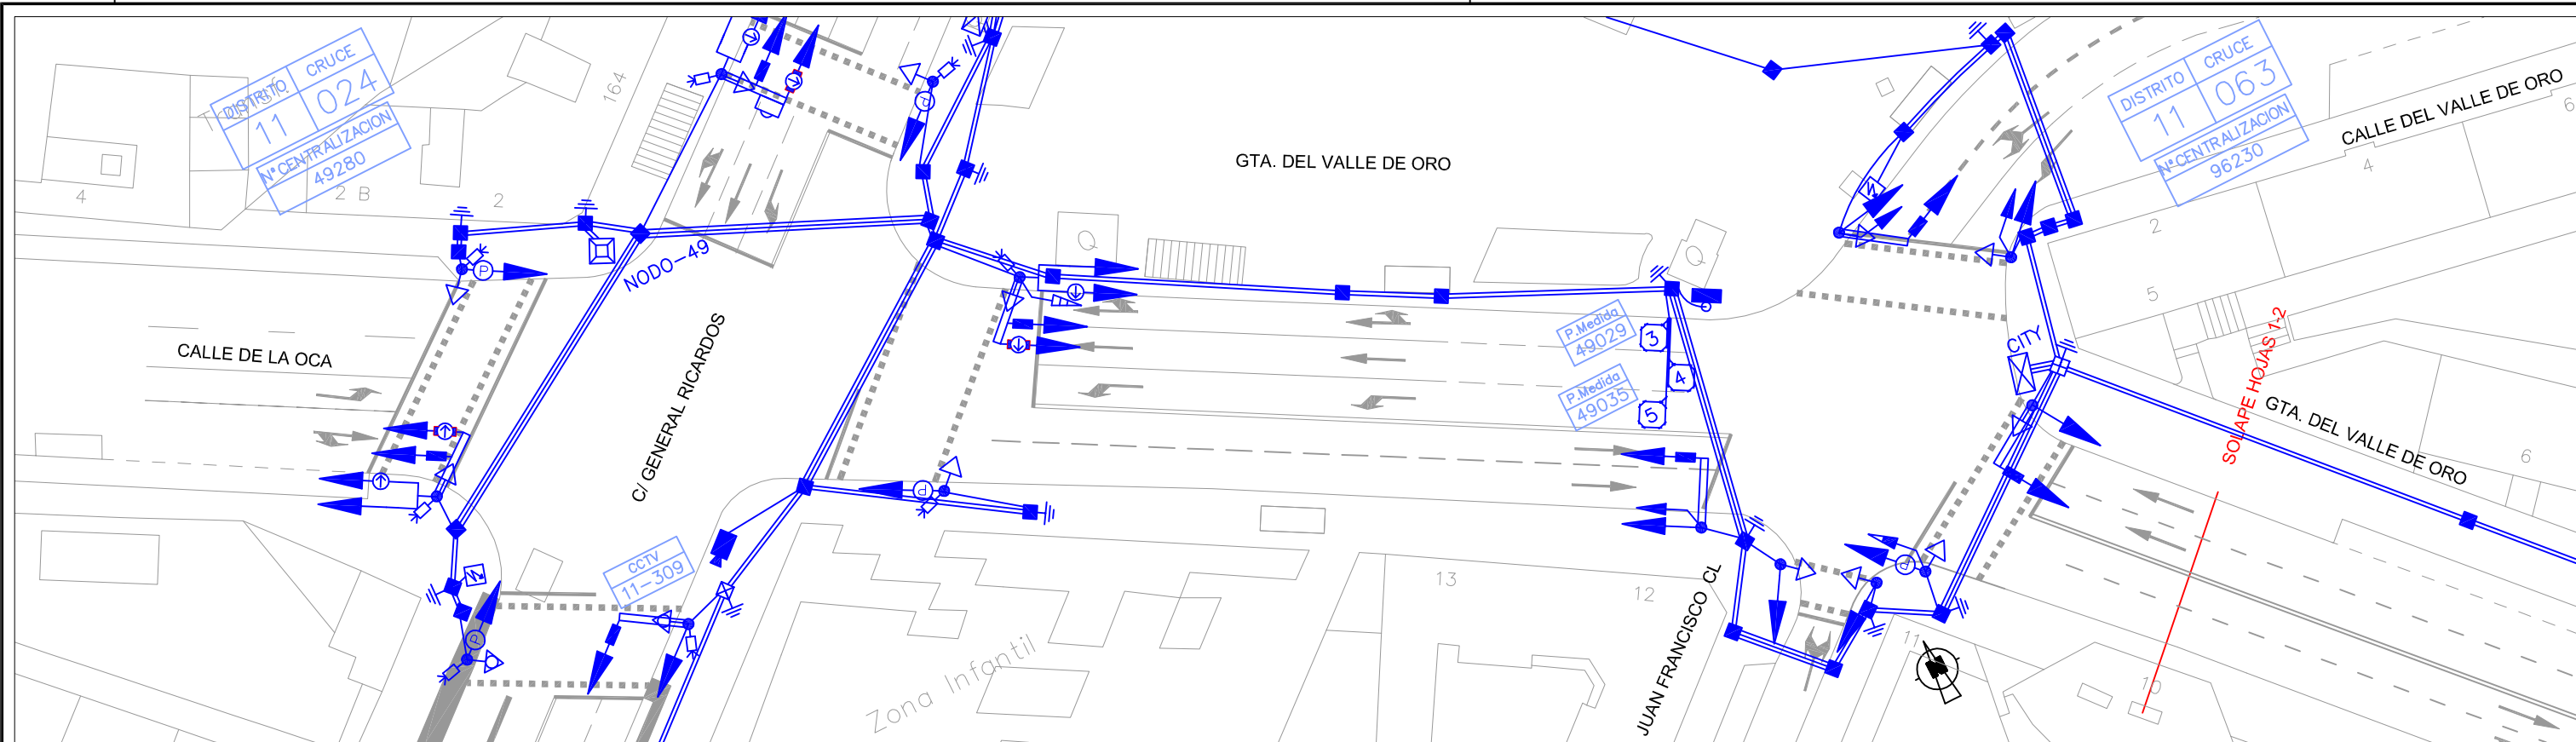 DISTRITO
11
CRUCE
024
N°CENTRALIZACION
49280
164
4
2 B
2
NODO-49
CALLE DE LA OCA
C/ GENERAL RICARDOS
P
P
P
P
P
CCTV
11-309
GTA. DEL VALLE DE ORO
P.Medida
49029
P.Medida
49035
3
4
5
Zona Infantil
13
12
JUAN FRANCISCO CL
11
10
DISTRITO
11
CRUCE
063
N°CENTRALIZACION
96230
CALLE DEL VALLE DE ORO
6
4
2
5
CITY
SOLAPE HOJAS 1-2
GTA. DEL VALLE DE ORO
6